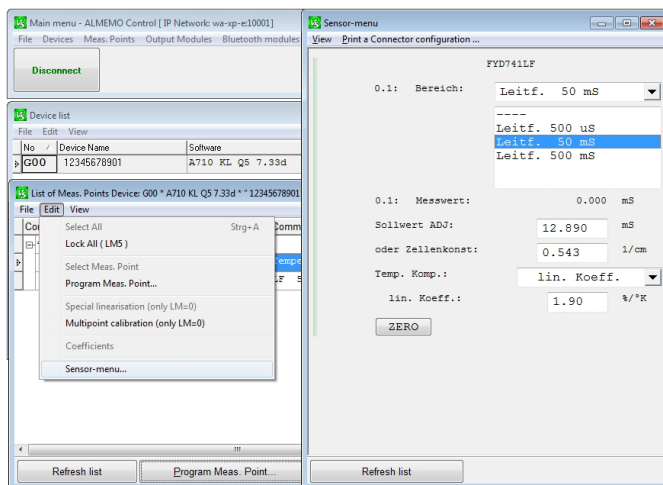 Main menu - ALMEMO Control [ IP Network: wa-xp-e:10001]
File Devices Meas. Points Output Modules Bluetooth modules
Disconnect
Device list
File Edit View
No / Device Name Software
G00 12345678901 A710 KL Q5 7.33d
List of Meas. Points Device: G00 * A710 KL Q5 7.33d * " 12345678901
File Edit View
Select All Strg+A
Lock All ( LM5 )
Select Meas. Point
Program Meas. Point...
Special linearisation (only LM=0)
Multipoint calibration (only LM=0)
Coefficients
Sensor-menu...
Refresh list Program Meas. Point...
Sensor-menu
View Print a Connector configuration ...
FYD741LF
0.1: Bereich: Leitf. 50 mS
----
Leitf. 500 uS
Leitf. 50 mS
Leitf. 500 mS
0.1: Messwert: 0.000 mS
Sollwert ADJ: 12.890 mS
oder Zellenkonst: 0.543 1/cm
Temp. Komp.: lin. Koeff.
lin. Koeff.: 1.90 %/°K
ZERO
Refresh list